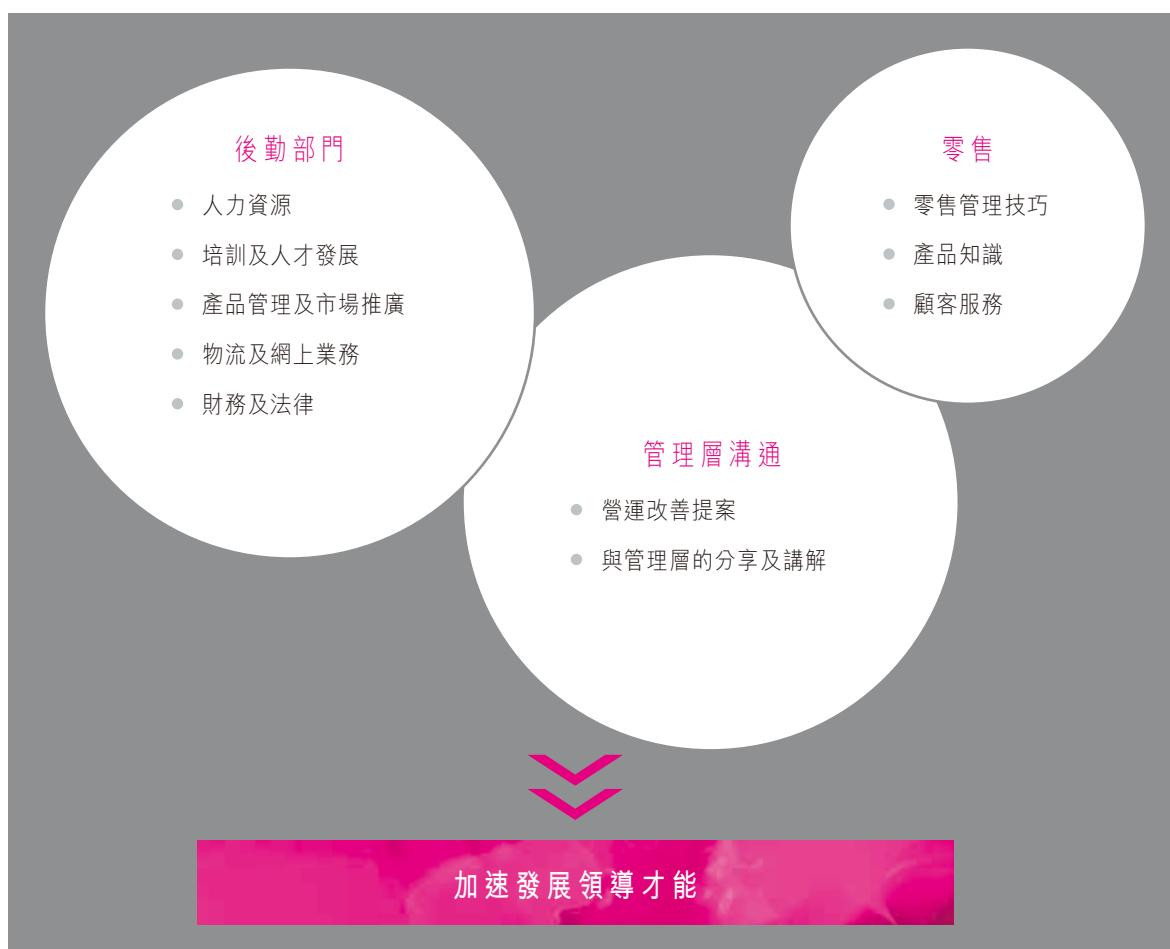 後勤部門
人力資源
培訓及人才發展
產品管理及市場推廣
物流及網上業務
財務及法律
零售
零售管理技巧
產品知識
顧客服務
管理層溝通
營運改善提案
與管理層的分享及講解
加速發展領導才能